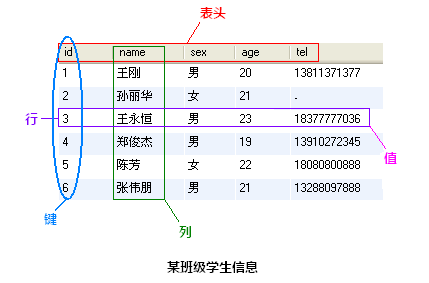 表头
id name sex age tel
1 王刚 男 20 13811371377
2 孙丽华 女 21 .
行 3 王永恒 男 23 18377777036
4 郑俊杰 男 19 13910272345
值
5 陈芳 女 22 18080800888
6 张伟朋 男 21 13288097888
键 列
某班级学生信息